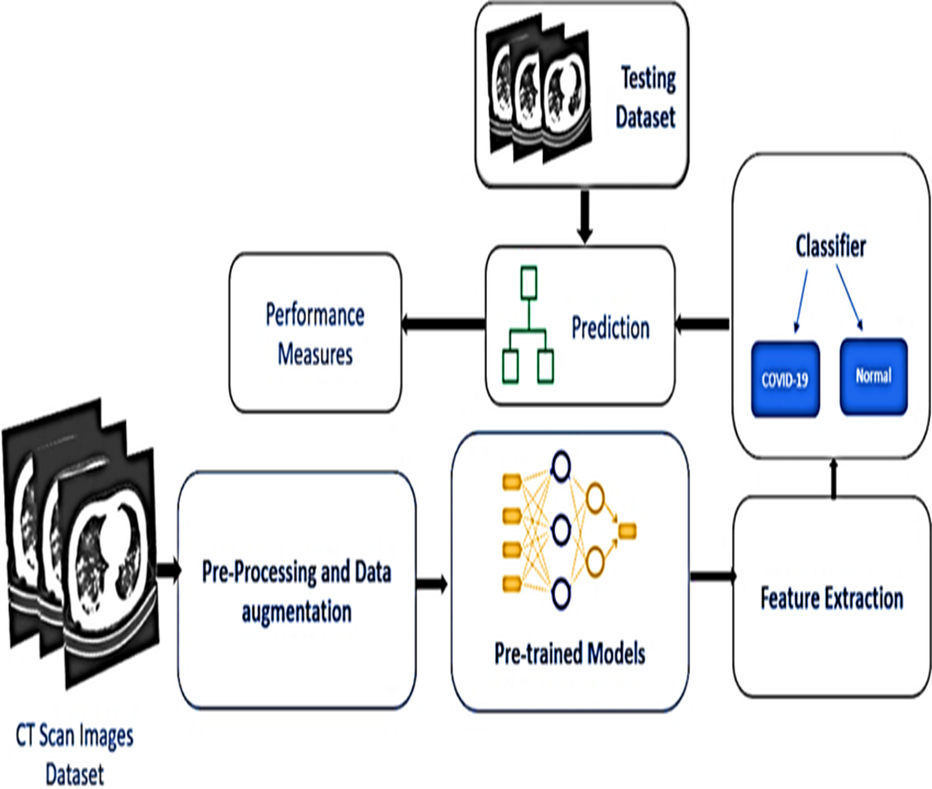 Testing
Dataset
Classifier
COVID-19
Normal
Prediction
Performance
Measures
CT Scan Images
Dataset
Pre-Processing and Data
augmentation
Pre-trained Models
Feature Extraction